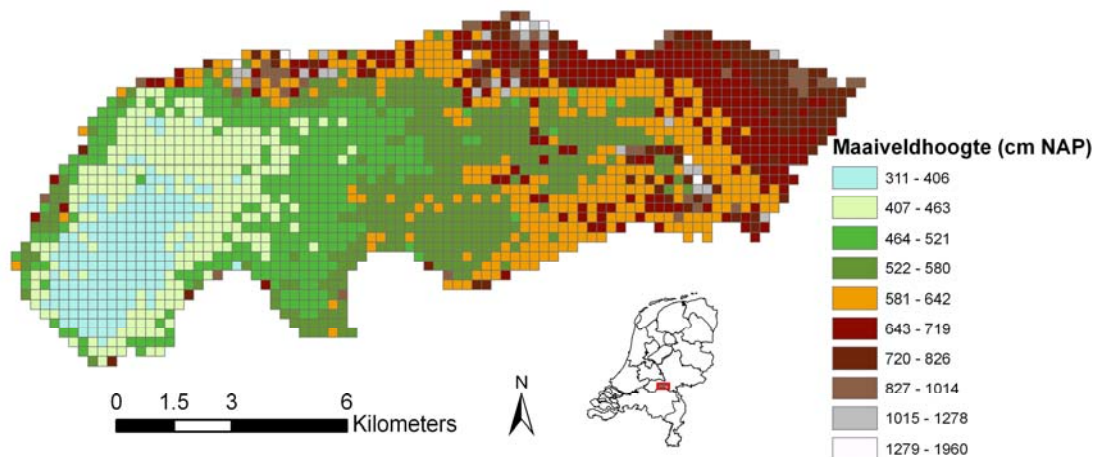 Maaiveldhoogte (cm NAP)
311 - 406
407 - 463
464 - 521
522 - 580
581 - 642
643 - 719
720 - 826
827 - 1014
1015 - 1278
1279 - 1960
N
0 1.5 3 6
Kilometers